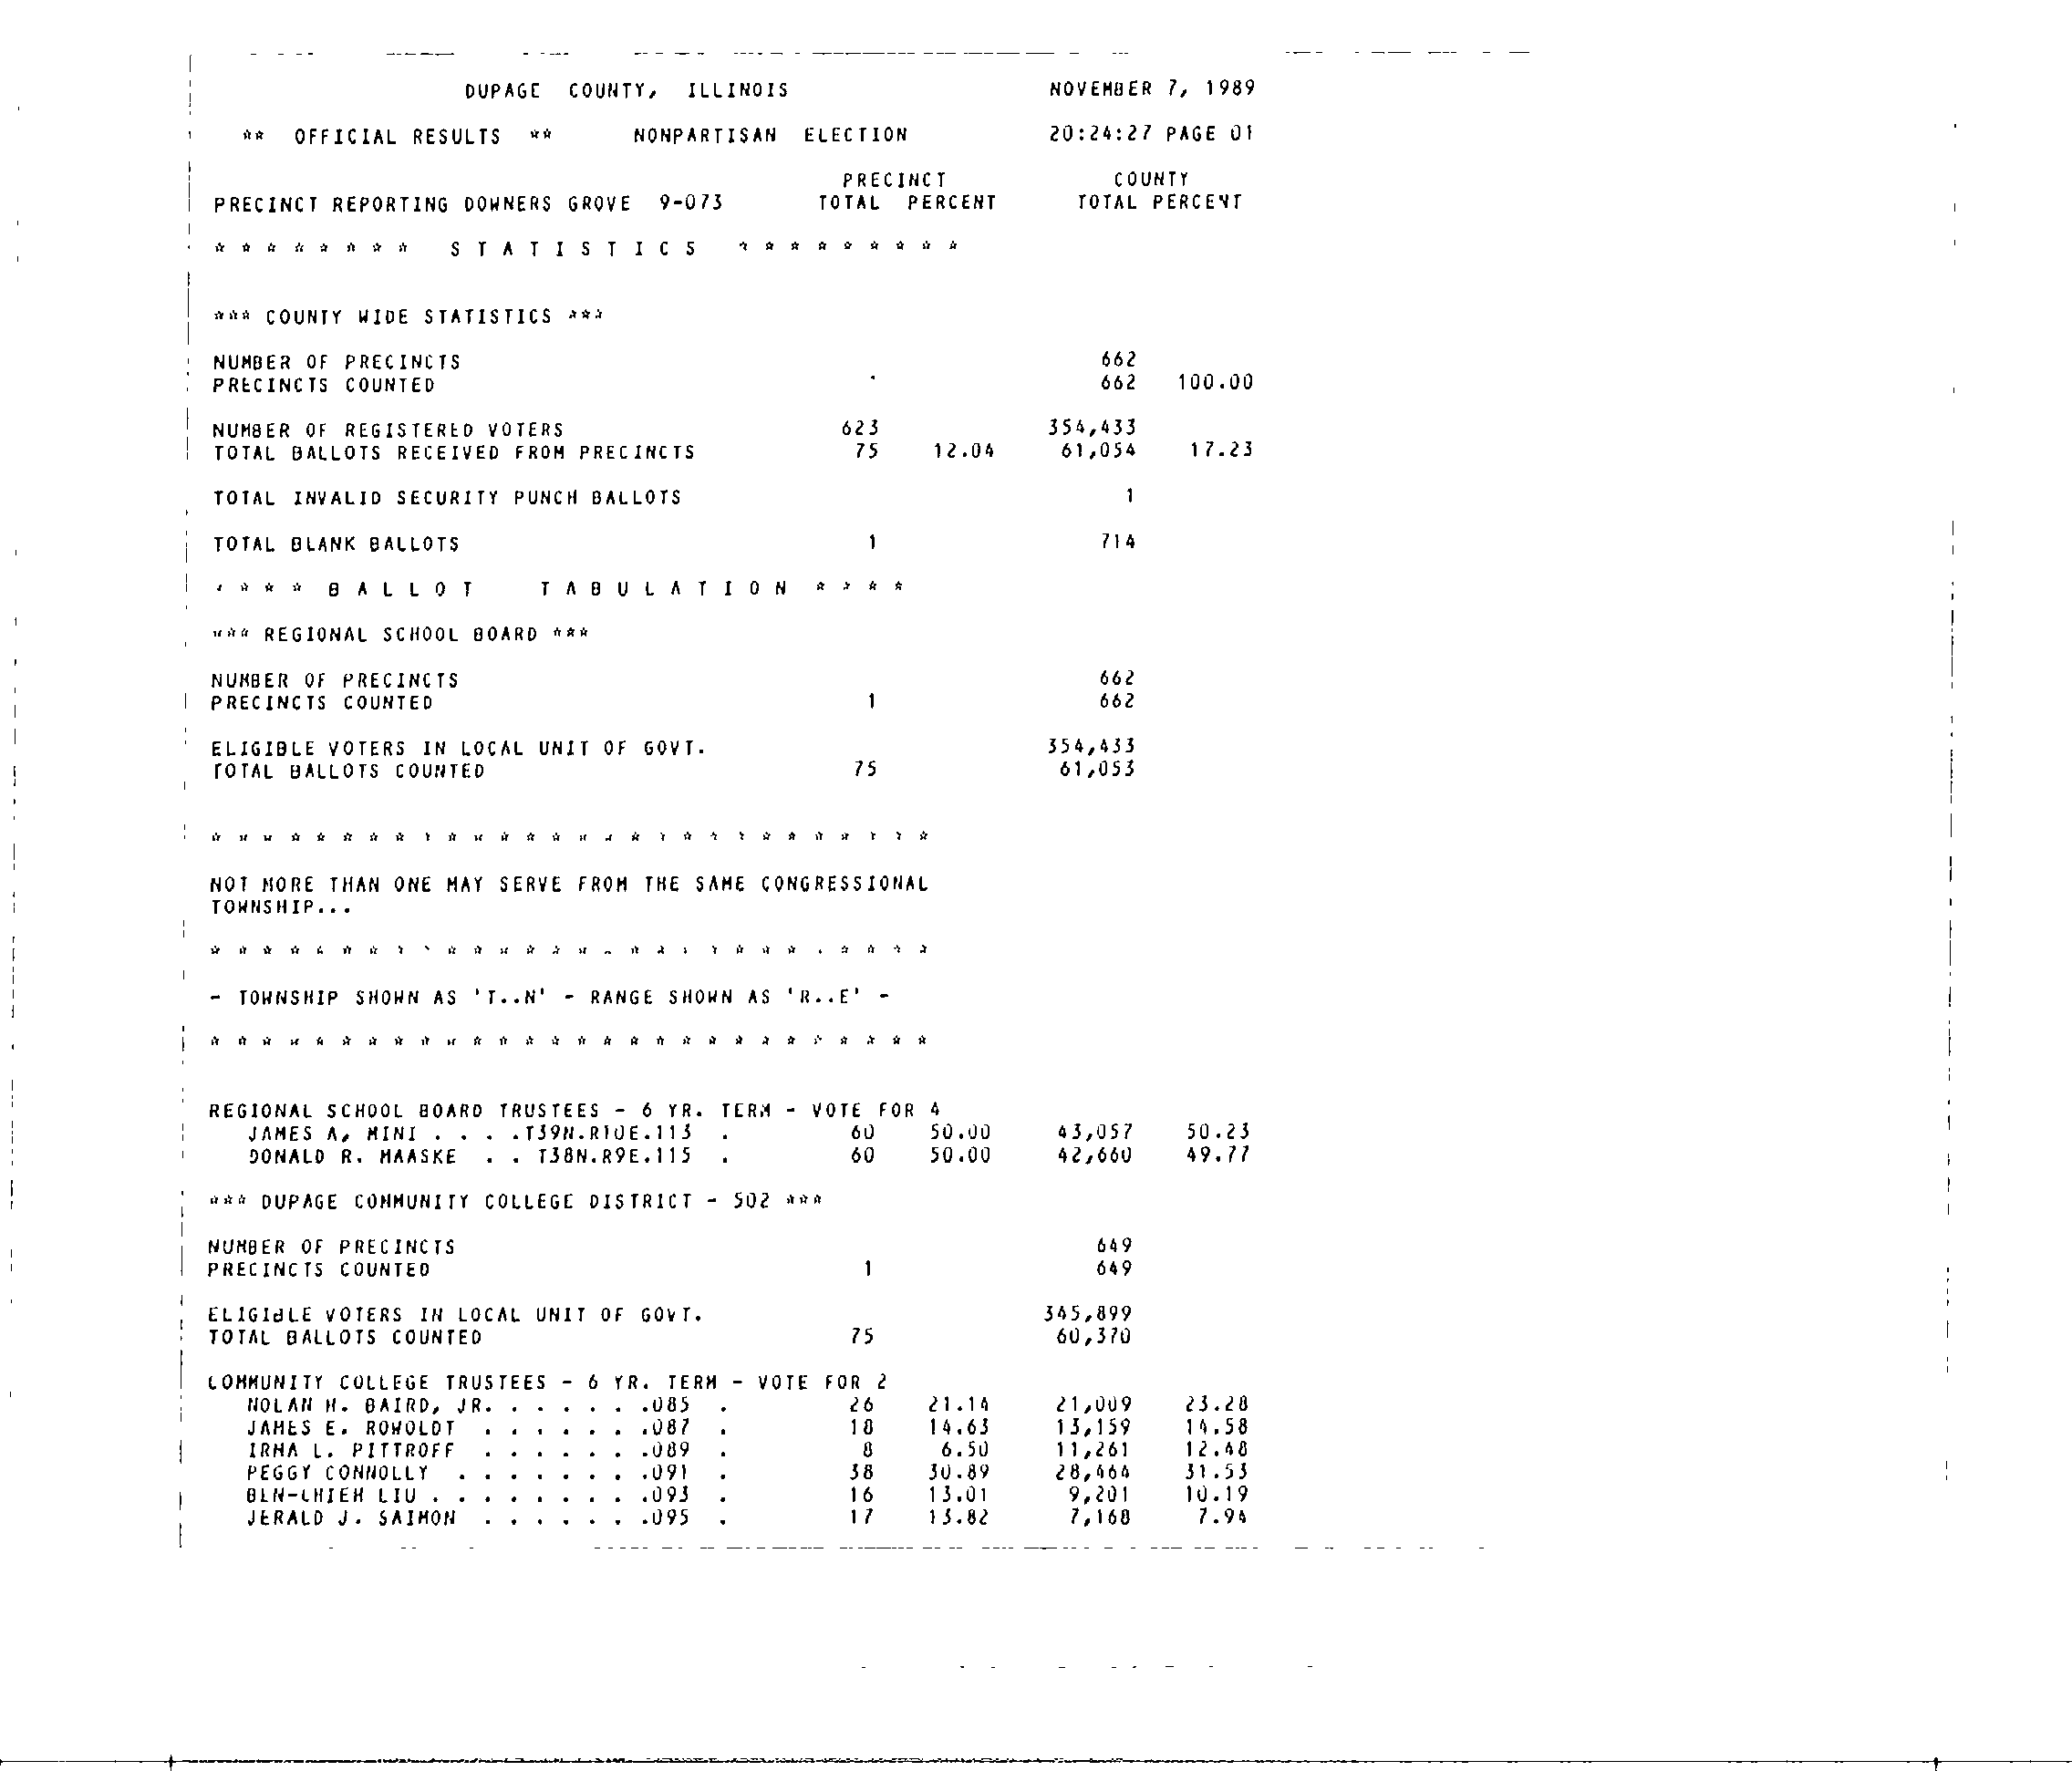 DUPAGE COUNTY, ILLINOIS NOVEMBER 7, 1989
** OFFICIAL RESULTS ** NONPARTISAN ELECTION 20:24:27 PAGE 01
PRECINCT COUNTY
PRECINCT REPORTING DOWNERS GROVE 9-073 TOTAL PERCENT TOTAL PERCENT
* * * * * * * * S T A T I S T I C S * * * * * * * * *
*** COUNTY WIDE STATISTICS ***
NUMBER OF PRECINCTS 662
PRECINCTS COUNTED 662 100.00
NUMBER OF REGISTERED VOTERS 623 354,433
TOTAL BALLOTS RECEIVED FROM PRECINCTS 75 12.04 61,054 17.23
TOTAL INVALID SECURITY PUNCH BALLOTS 1
TOTAL BLANK BALLOTS 1 714
* * * * B A L L O T T A B U L A T I O N * * * *
*** REGIONAL SCHOOL BOARD ***
NUMBER OF PRECINCTS 662
PRECINCTS COUNTED 1 662
ELIGIBLE VOTERS IN LOCAL UNIT OF GOVT. 354,433
TOTAL BALLOTS COUNTED 75 61,053
* * * * * * * * * * * * * * * * * * * * * * * * * * * *
NOT MORE THAN ONE MAY SERVE FROM THE SAME CONGRESSIONAL
TOWNSHIP...
* * * * * * * * * * * * * * * * * * * * * * * * * * * *
- TOWNSHIP SHOWN AS 'T..N' - RANGE SHOWN AS 'R..E' -
* * * * * * * * * * * * * * * * * * * * * * * * * * * *
REGIONAL SCHOOL BOARD TRUSTEES - 6 YR. TERM - VOTE FOR 4
JAMES A. MINI . . . .T39N.R10E.113 . 60 50.00 43,057 50.23
DONALD R. MAASKE . . T38N.R9E.115 . 60 50.00 42,660 49.77
*** DUPAGE COMMUNITY COLLEGE DISTRICT - 502 ***
NUMBER OF PRECINCTS 649
PRECINCTS COUNTED 1 649
ELIGIBLE VOTERS IN LOCAL UNIT OF GOVT. 345,899
TOTAL BALLOTS COUNTED 75 60,370
COMMUNITY COLLEGE TRUSTEES - 6 YR. TERM - VOTE FOR 2
NOLAN H. BAIRD, JR. . . . . . .085 . 26 21.14 21,009 23.28
JAMES E. ROWOLDT . . . . . . .087 . 18 14.63 13,159 14.58
IRMA L. PITTROFF . . . . . . .089 . 8 6.50 11,261 12.48
PEGGY CONNOLLY . . . . . . . .091 . 38 30.89 28,464 31.53
BEN-CHIEH LIU . . . . . . . . .093 . 16 13.01 9,201 10.19
JERALD J. SAIMON . . . . . . .095 . 17 13.82 7,168 7.94